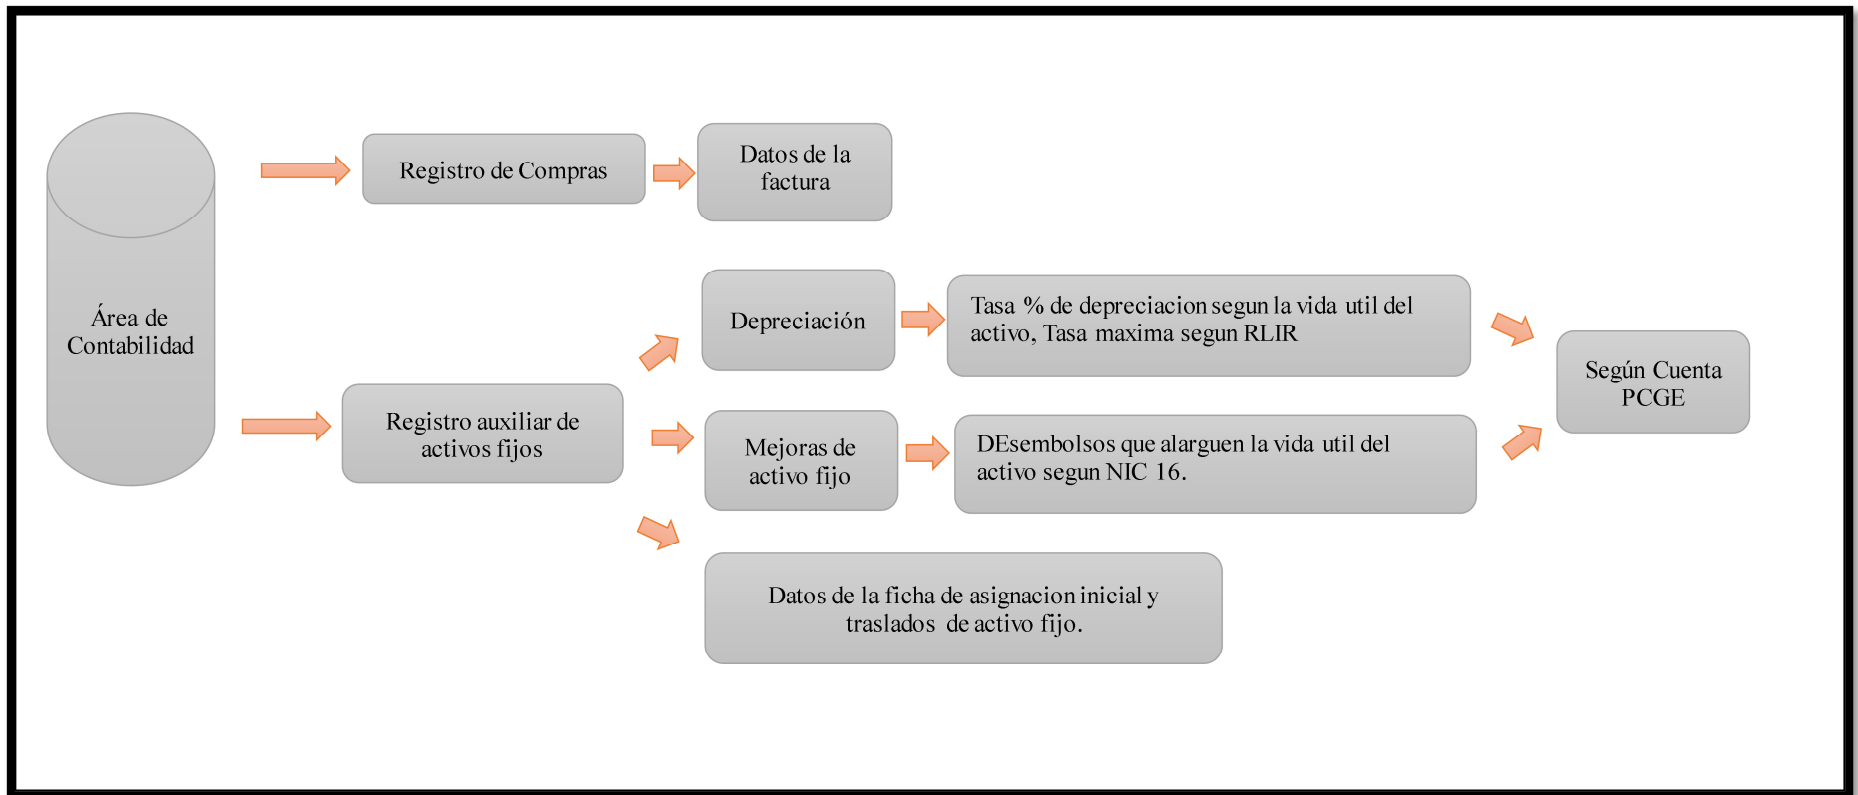 Área de
Contabilidad
Registro de Compras
Datos de la
factura
Registro auxiliar de
activos fijos
Depreciación
Tasa % de depreciacion segun la vida util del
activo, Tasa maxima segun RLIR
Mejoras de
activo fijo
DEsembolsos que alarguen la vida util del
activo segun NIC 16.
Según Cuenta
PCGE
Datos de la ficha de asignacion inicial y
traslados de activo fijo.